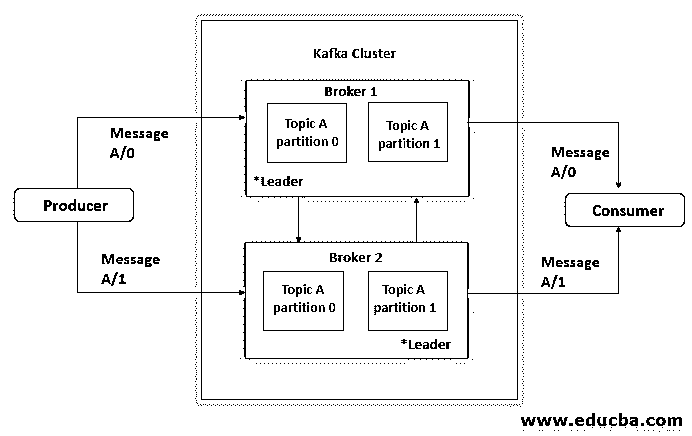 Kafka Cluster
Broker 1
Topic A
partition 0
Topic A
partition 1
*Leader
Message
A/0
Message
A/0
Producer
Consumer
Message
A/1
Message
A/1
Broker 2
Topic A
partition 0
Topic A
partition 1
*Leader
www.educba.com